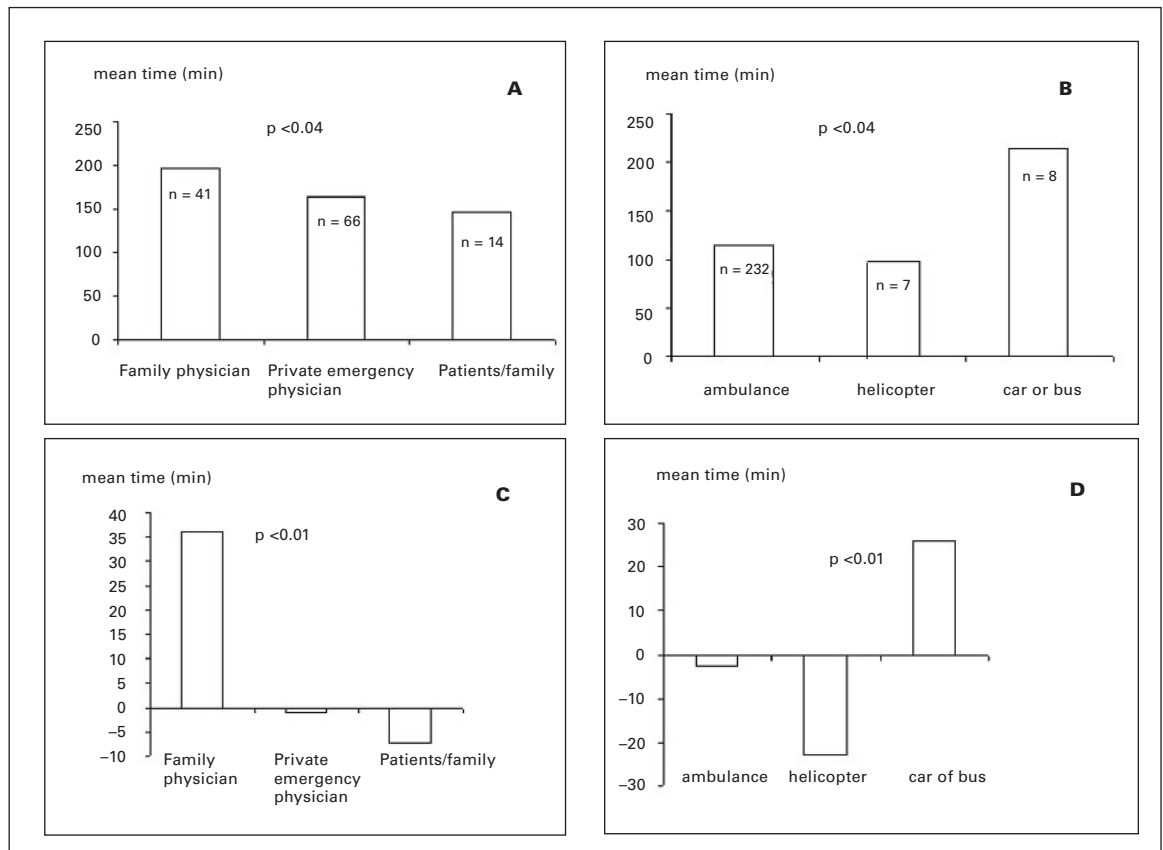 mean time (min)
A
p <0.04
250
200
150
100
50
0
n = 41
n = 66
n = 14
Family physician
Private emergency
physician
Patients/family
mean time (min)
B
p <0.04
250
200
150
100
50
0
n = 232
n = 7
n = 8
ambulance
helicopter
car or bus
mean time (min)
C
p <0.01
40
35
30
25
20
15
10
5
0
–5
–10
Family
physician
Private
emergency
physician
Patients/family
mean time (min)
D
p <0.01
30
20
10
0
–10
–20
–30
ambulance
helicopter
car of bus